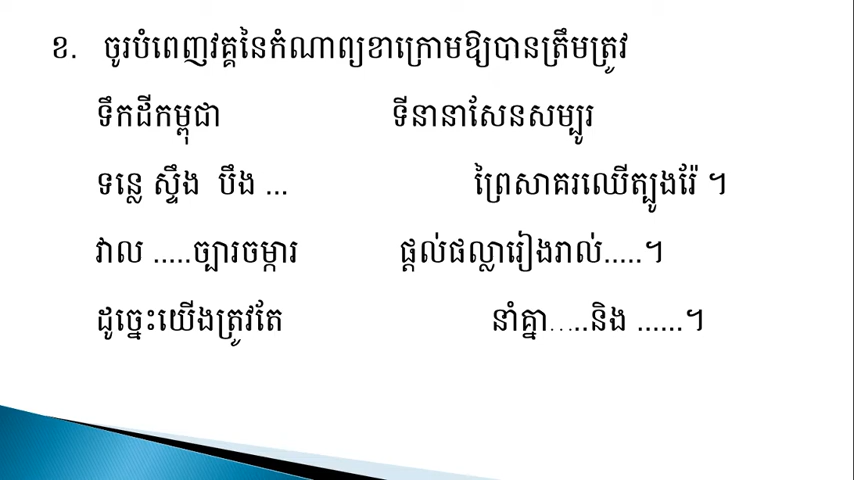 ខ. ចូរបំពេញវគ្គនៃកំណាព្យខាក្រោមឱ្យបានត្រឹមត្រូវ
ទឹកដីកម្ពុជា ទីនានាសែនសម្បូរ
ទន្លេ ស្ទឹង បឹង ... ព្រៃសាគរឈើត្បូងរ៉ែ ។
វាល .....ច្បារចម្ការ ផ្តល់ផល្លារៀងរាល់.....។
ដូច្នេះយើងត្រូវតែ នាំគ្នា…..និង ......។